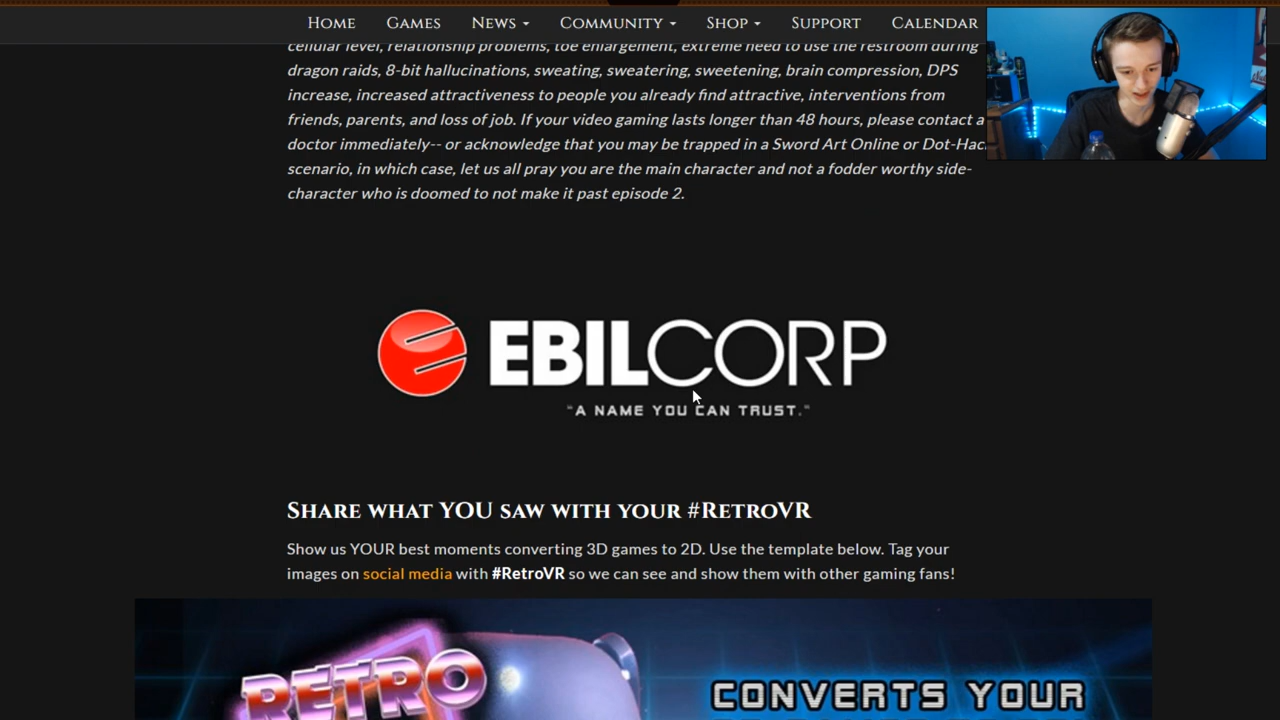 HOME GAMES NEWS COMMUNITY SHOP SUPPORT CALENDAR
cellular level, relationship problems, toe enlargement, extreme need to use the restroom during
dragon raids, 8-bit hallucinations, sweating, sweatering, sweetening, brain compression, DPS
increase, increased attractiveness to people you already find attractive, interventions from
friends, parents, and loss of job. If your video gaming lasts longer than 48 hours, please contact a
doctor immediately-- or acknowledge that you may be trapped in a Sword Art Online or
scenario, in which case, let us all pray you are the main character and not a fodder worthy side-
character who is doomed to not make it past episode 2.
EBILCORP
"A NAME YOU CAN TRUST."
SHARE WHAT YOU SAW WITH YOUR #RETROVR
Show us YOUR best moments converting 3D games to 2D. Use the template below. Tag your
images on social media with #RetroVR so we can see and show them with other gaming fans!
RETRO
CONVERTS YOUR